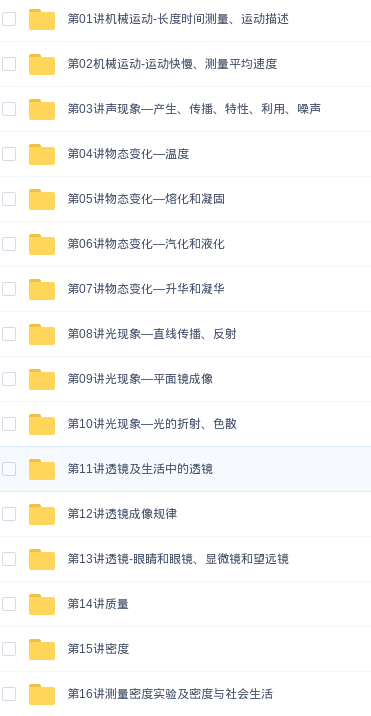 第01讲机械运动-长度时间测量、运动描述
第02机械运动-运动快慢、测量平均速度
第03讲声现象—产生、传播、特性、利用、噪声
第04讲物态变化—温度
第05讲物态变化—熔化和凝固
第06讲物态变化—汽化和液化
第07讲物态变化—升华和凝华
第08讲光现象—直线传播、反射
第09讲光现象—平面镜成像
第10讲光现象—光的折射、色散
第11讲透镜及生活中的透镜
第12讲透镜成像规律
第13讲透镜-眼睛和眼镜、显微镜和望远镜
第14讲质量
第15讲密度
第16讲测量密度实验及密度与社会生活